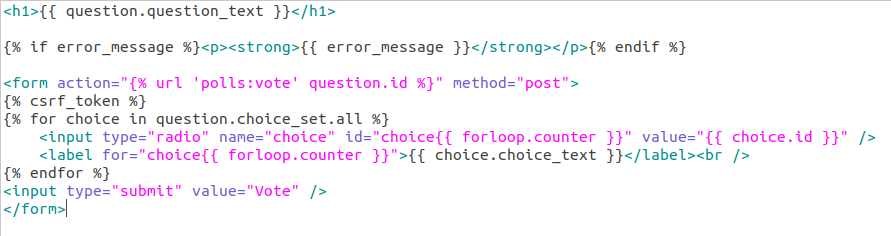 <h1>{{ question.question_text }}</h1>
{% if error_message %}<p><strong>{{ error_message }}</strong></p>{% endif %}
<form action="{% url 'polls:vote' question.id %}" method="post">
{% csrf_token %}
{% for choice in question.choice_set.all %}
    <input type="radio" name="choice" id="choice{{ forloop.counter }}" value="{{ choice.id }}" />
    <label for="choice{{ forloop.counter }}">{{ choice.choice_text }}</label><br />
{% endfor %}
<input type="submit" value="Vote" />
</form>